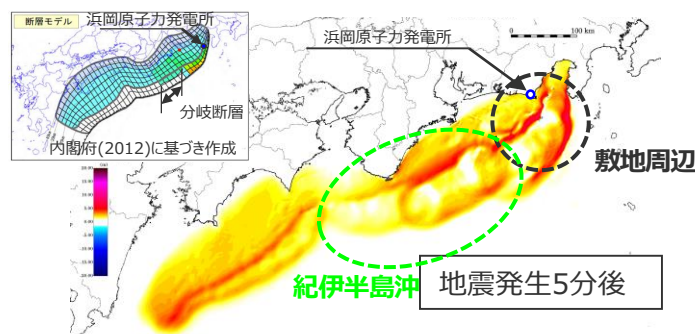 断層モデル
浜岡原子力発電所
分岐断層
内閣府(2012)に基づき作成
浜岡原子力発電所
0 100 km
敷地周辺
紀伊半島沖
地震発生5分後